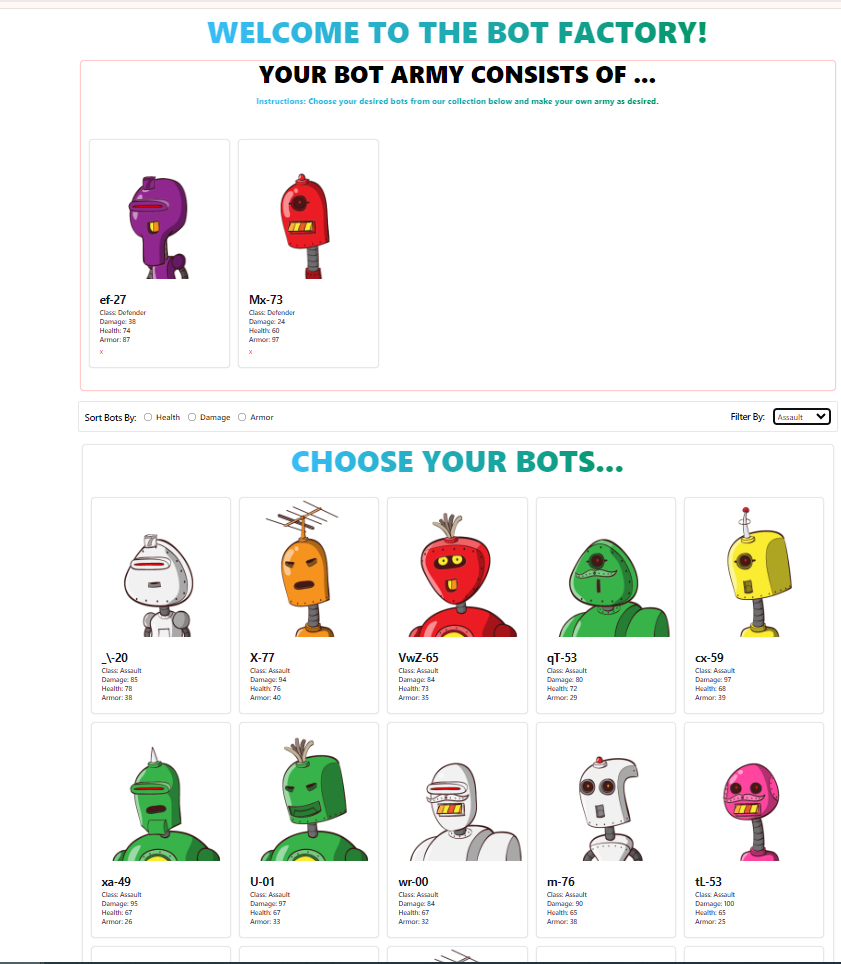 WELCOME TO THE BOT FACTORY!
YOUR BOT ARMY CONSISTS OF ...
Instructions: Choose your desired bots from our collection below and make your own army as desired.
ef-27
Class: Defender
Damage: 38
Health: 74
Armor: 87
x
Mx-73
Class: Defender
Damage: 24
Health: 60
Armor: 97
x
Sort Bots By: Health Damage Armor
Filter By: Assault
CHOOSE YOUR BOTS...
_\-20
Class: Assault
Damage: 85
Health: 78
Armor: 38
X-77
Class: Assault
Damage: 94
Health: 76
Armor: 40
VwZ-65
Class: Assault
Damage: 84
Health: 73
Armor: 35
qT-53
Class: Assault
Damage: 80
Health: 72
Armor: 29
cx-59
Class: Assault
Damage: 97
Health: 68
Armor: 39
xa-49
Class: Assault
Damage: 95
Health: 67
Armor: 26
U-01
Class: Assault
Damage: 97
Health: 67
Armor: 33
wr-00
Class: Assault
Damage: 84
Health: 67
Armor: 32
m-76
Class: Assault
Damage: 90
Health: 65
Armor: 38
tL-53
Class: Assault
Damage: 100
Health: 65
Armor: 25